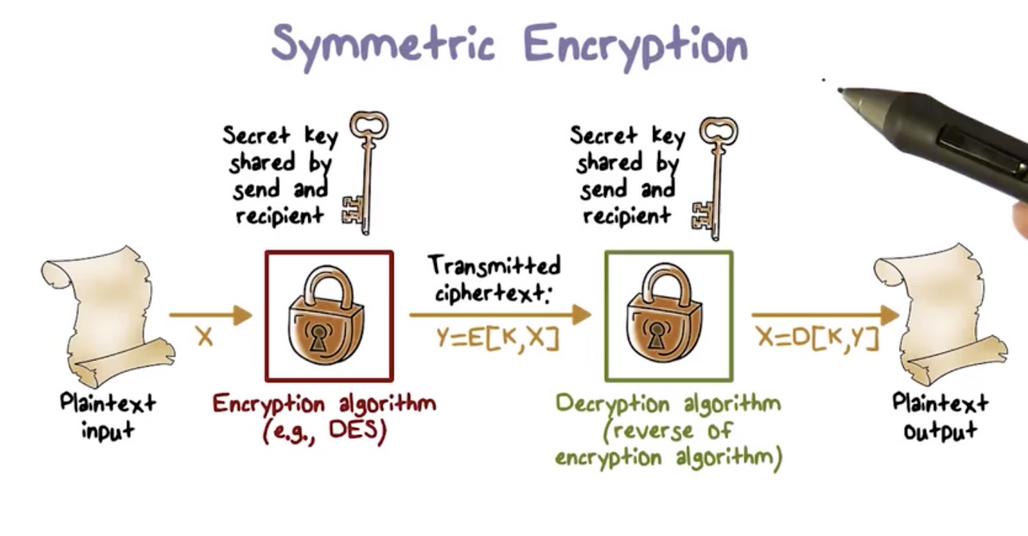 Symmetric Encryption
Secret key
shared by
send and
recipient
Secret key
shared by
send and
recipient
Transmitted
ciphertext:
X
Y=E[K,X]
X=D[K,Y]
Plaintext
input
Encryption algorithm
(e.g., DES)
Decryption algorithm
(reverse of
encryption algorithm)
Plaintext
output